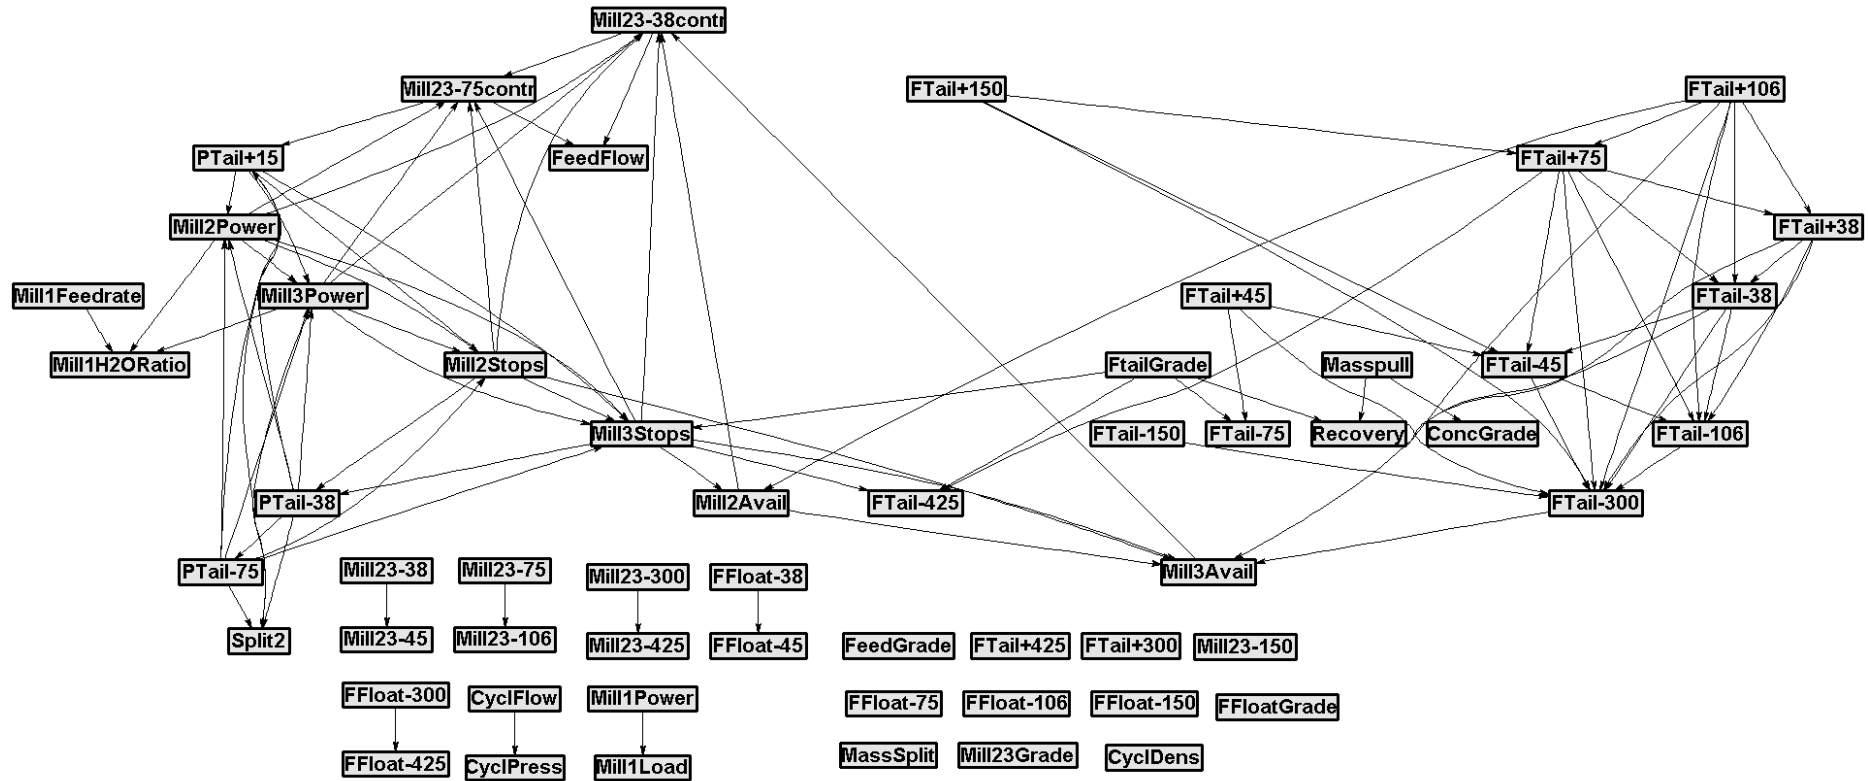 Mill23-38contr
Mill23-75contr
FTail+150
FTail+106
PTail+15
FeedFlow
FTail+75
Mill2Power
FTail+38
Mill1Feedrate
Mill3Power
FTail+45
FTail-38
Mill1H2ORatio
Mill2Stops
FtailGrade
Masspull
FTail-45
Mill3Stops
FTail-150
FTail-75
Recovery
ConcGrade
FTail-106
PTail-38
Mill2Avail
FTail-425
FTail-300
PTail-75
Mill23-38
Mill23-75
Mill23-300
FFloat-38
Mill3Avail
Split2
Mill23-45
Mill23-106
Mill23-425
FFloat-45
FeedGrade
FTail+425
FTail+300
Mill23-150
FFloat-300
CyclFlow
Mill1Power
FFloat-75
FFloat-106
FFloat-150
FFloatGrade
FFloat-425
CyclPress
Mill1Load
MassSplit
Mill23Grade
CyclDens